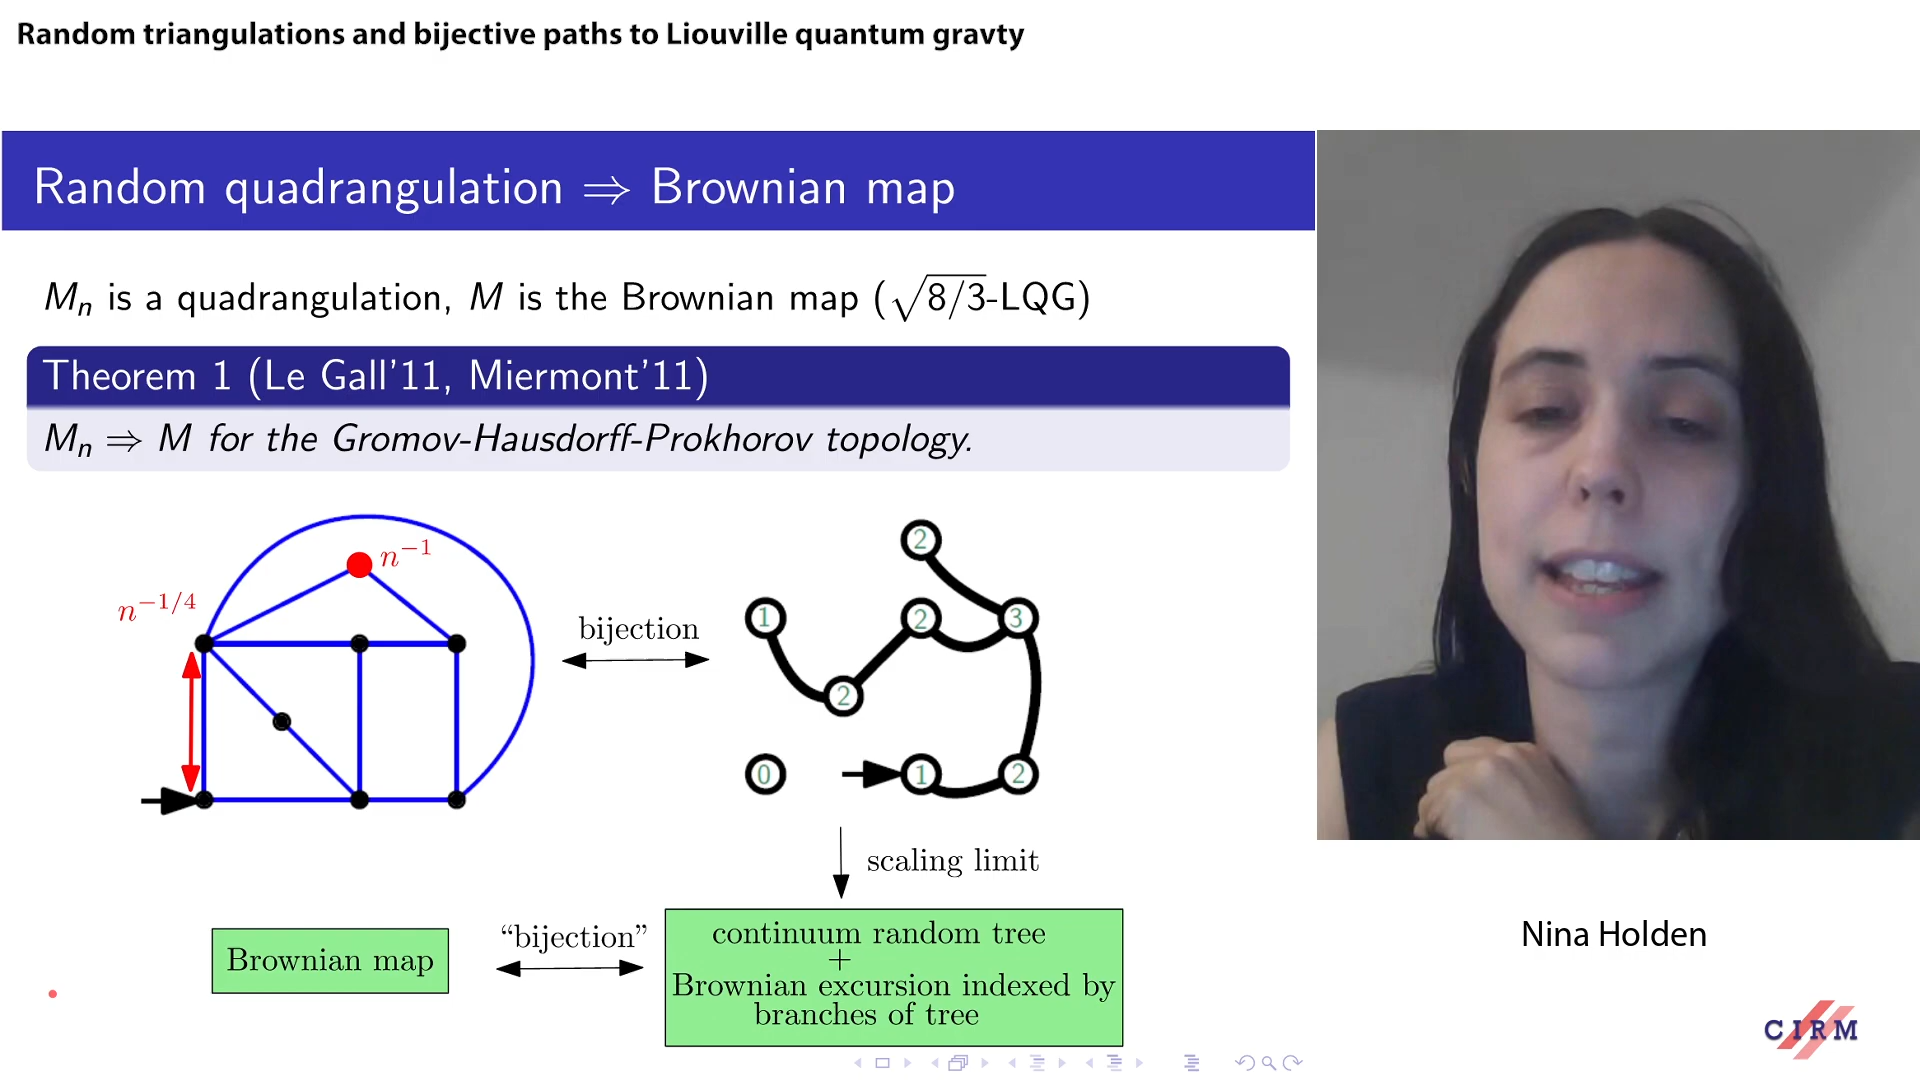 Random triangulations and bijective paths to Liouville quantum gravty
Random quadrangulation ⇒ Brownian map
Mₙ is a quadrangulation, M is the Brownian map (√8/3-LQG)
Theorem 1 (Le Gall'11, Miermont'11)
Mₙ ⇒ M for the Gromov-Hausdorff-Prokhorov topology.
n⁻¹
n⁻¹/⁴
bijection
2
1
2
3
2
0
1
2
scaling limit
Brownian map
“bijection”
continuum random tree
+
Brownian excursion indexed by
branches of tree
Nina Holden
CIRM